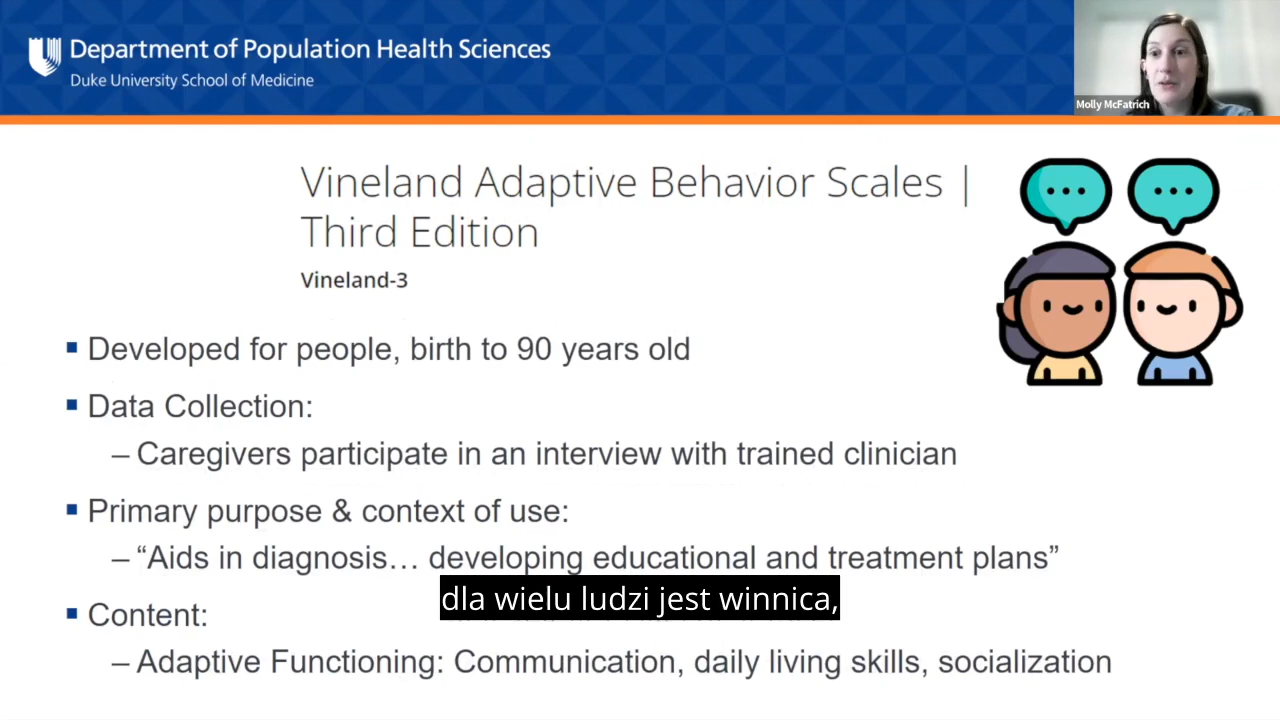 Department of Population Health Sciences
Duke University School of Medicine
Molly McFatrich
Vineland Adaptive Behavior Scales |
Third Edition
Vineland-3
▪ Developed for people, birth to 90 years old
▪ Data Collection:
– Caregivers participate in an interview with trained clinician
▪ Primary purpose & context of use:
– “Aids in diagnosis… developing educational and treatment plans”
dla wielu ludzi jest winnica,
▪ Content:
– Adaptive Functioning: Communication, daily living skills, socialization